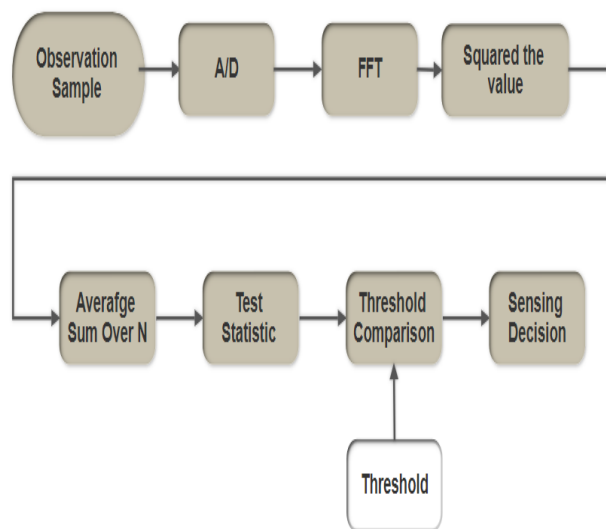 Observation
Sample
A/D
FFT
Squared the
value
Averafge
Sum Over N
Test
Statistic
Threshold
Comparison
Sensing
Decision
Threshold